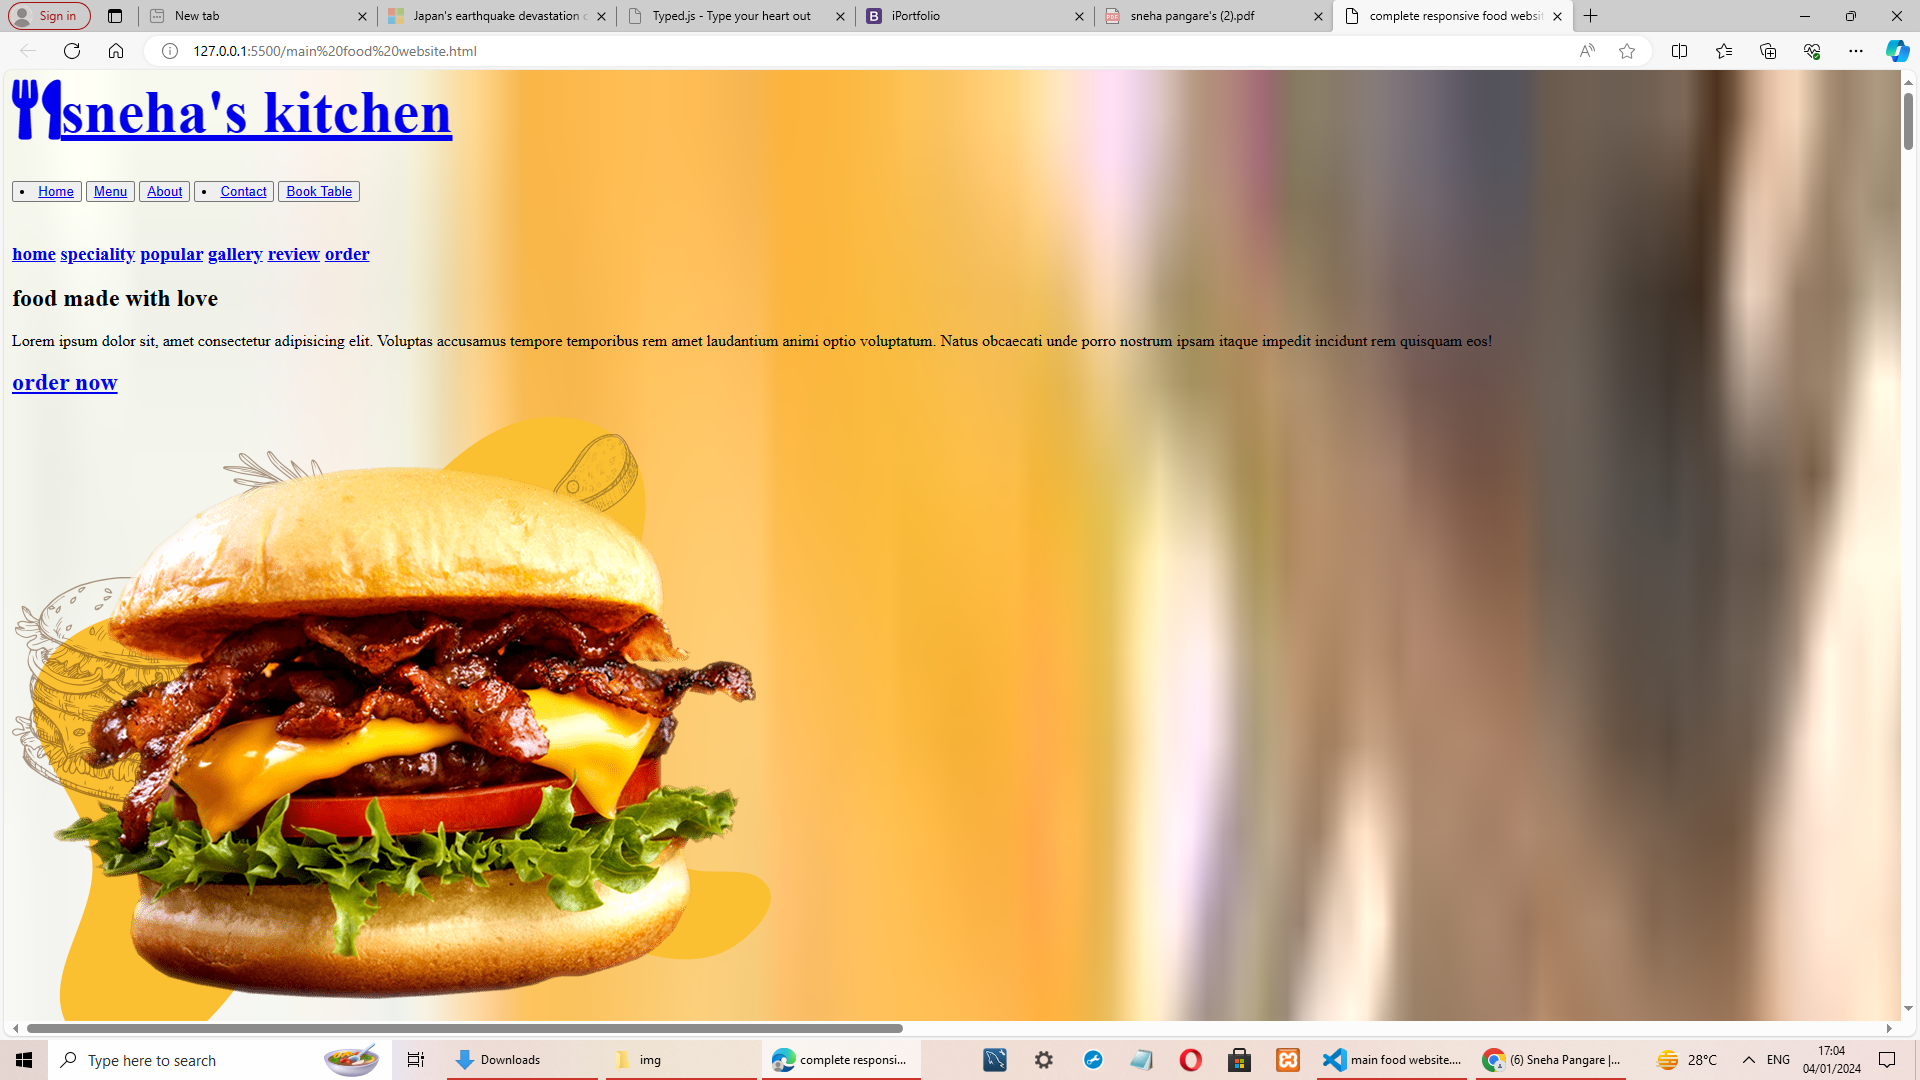 Sign in
New tab
Japan's earthquake devastation
Typed.js - Type your heart out
iPortfolio
sneha pangare's (2).pdf
complete responsive food websi
127.0.0.1:5500/main%20food%20website.html
sneha's kitchen
Home Menu About Contact Book Table
home speciality popular gallery review order
food made with love
Lorem ipsum dolor sit, amet consectetur adipisicing elit. Voluptas accusamus tempore temporibus rem amet laudantium animi optio voluptatum. Natus obcaecati unde porro nostrum ipsam itaque impedit incidunt rem quisquam eos!
order now
Type here to search
Downloads
img
complete responsi...
main food website....
(6) Sneha Pangare |...
28°C
ENG
17:04
04/01/2024